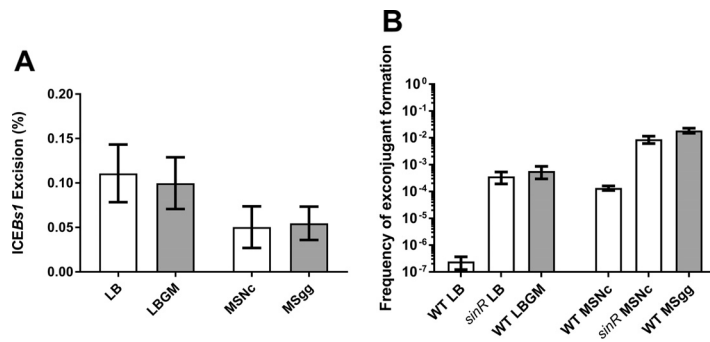 A
ICEBs1 Excision (%)
0.20
0.15
0.10
0.05
0.00
LB
LBGM
MSNc
MSgg
B
Frequency of exconjugant formation
10⁰
10⁻¹
10⁻²
10⁻³
10⁻⁴
10⁻⁵
10⁻⁶
10⁻⁷
WT LB
sinR LB
WT LBGM
WT MSNc
sinR MSNc
WT MSgg